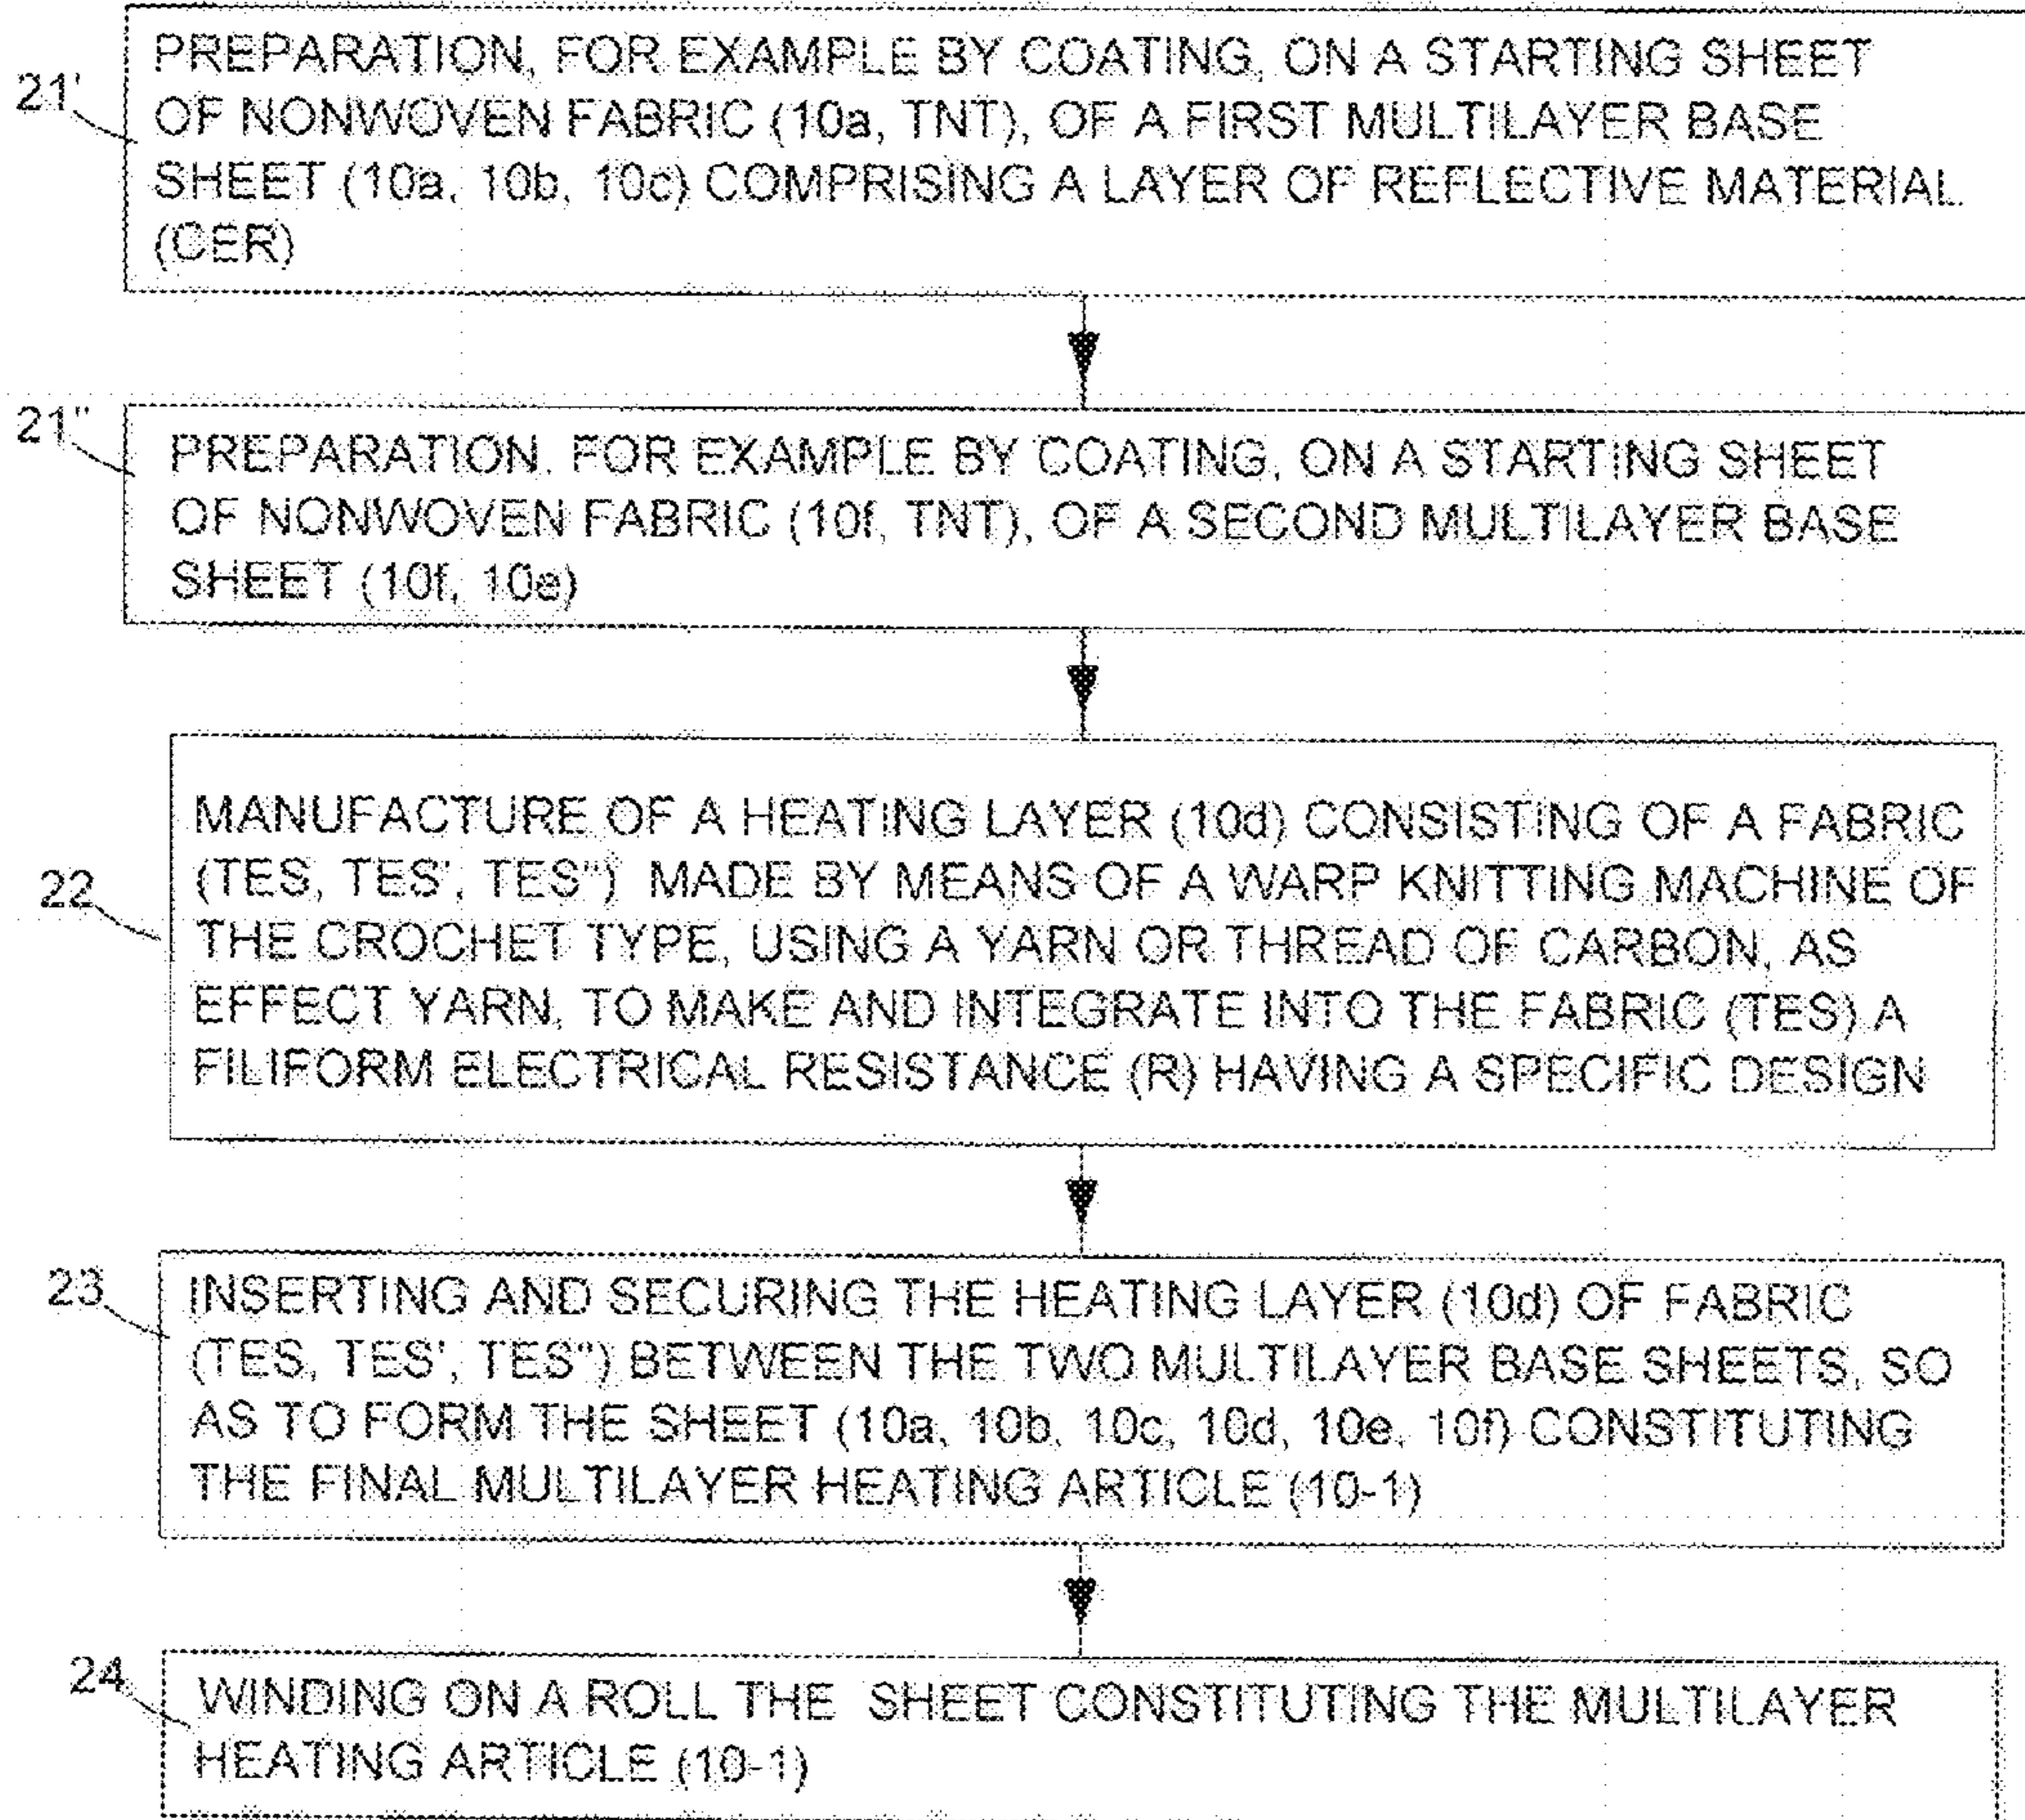 21'
PREPARATION, FOR EXAMPLE BY COATING, ON A STARTING SHEET
OF NONWOVEN FABRIC (10a, TNT), OF A FIRST MULTILAYER BASE
SHEET (10a, 10b, 10c) COMPRISING A LAYER OF REFLECTIVE MATERIAL
(CER)
21"
PREPARATION. FOR EXAMPLE BY COATING, ON A STARTING SHEET
OF NONWOVEN FABRIC (10f, TNT), OF A SECOND MULTILAYER BASE
SHEET (10f, 10e)
22
MANUFACTURE OF A HEATING LAYER (10d) CONSISTING OF A FABRIC
(TES, TES', TES") MADE BY MEANS OF A WARP KNITTING MACHINE OF
THE CROCHET TYPE, USING A YARN OR THREAD OF CARBON, AS
EFFECT YARN, TO MAKE AND INTEGRATE INTO THE FABRIC (TES) A
FILIFORM ELECTRICAL RESISTANCE (R) HAVING A SPECIFIC DESIGN
23
INSERTING AND SECURING THE HEATING LAYER (10d) OF FABRIC
(TES, TES', TES") BETWEEN THE TWO MULTILAYER BASE SHEETS, SO
AS TO FORM THE SHEET (10a, 10b, 10c, 10d, 10e, 10f) CONSTITUTING
THE FINAL MULTILAYER HEATING ARTICLE (10-1)
24
WINDING ON A ROLL THE SHEET CONSTITUTING THE MULTILAYER
HEATING ARTICLE (10-1)